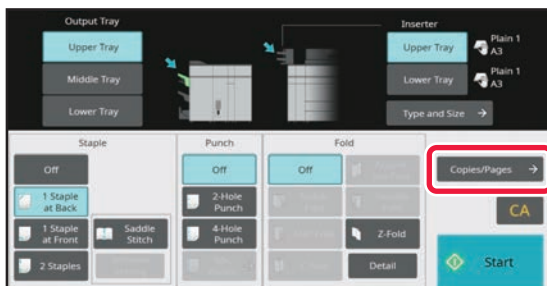 Output Tray
Upper Tray
Middle Tray
Lower Tray
Inserter
Upper Tray
Plain 1
A3
Lower Tray
Plain 1
A3
Type and Size
Staple
Off
1 Staple
at Back
1 Staple
at Front
Saddle
Stitch
2 Staples
Punch
Off
2-Hole
Punch
4-Hole
Punch
Fold
Off
Z-Fold
Detail
Copies/Pages
CA
Start